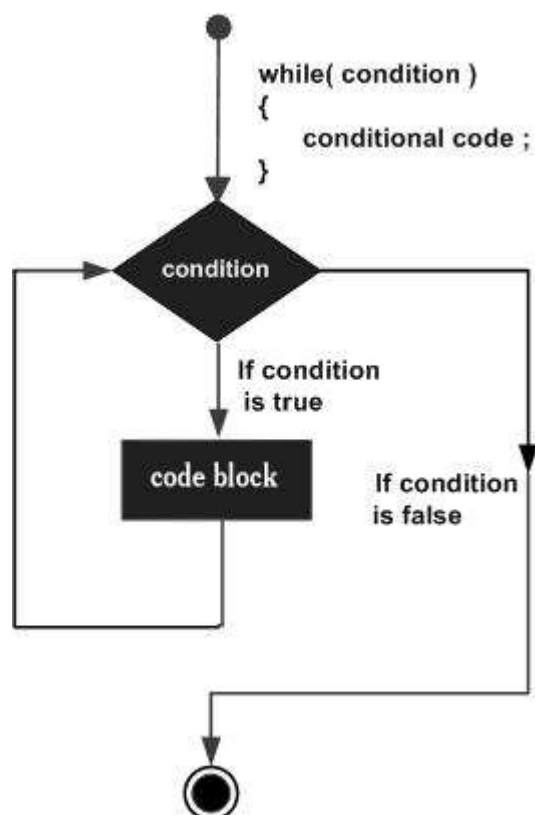 while( condition )
{
conditional code ;
}
condition
If condition
is true
code block
If condition
is false